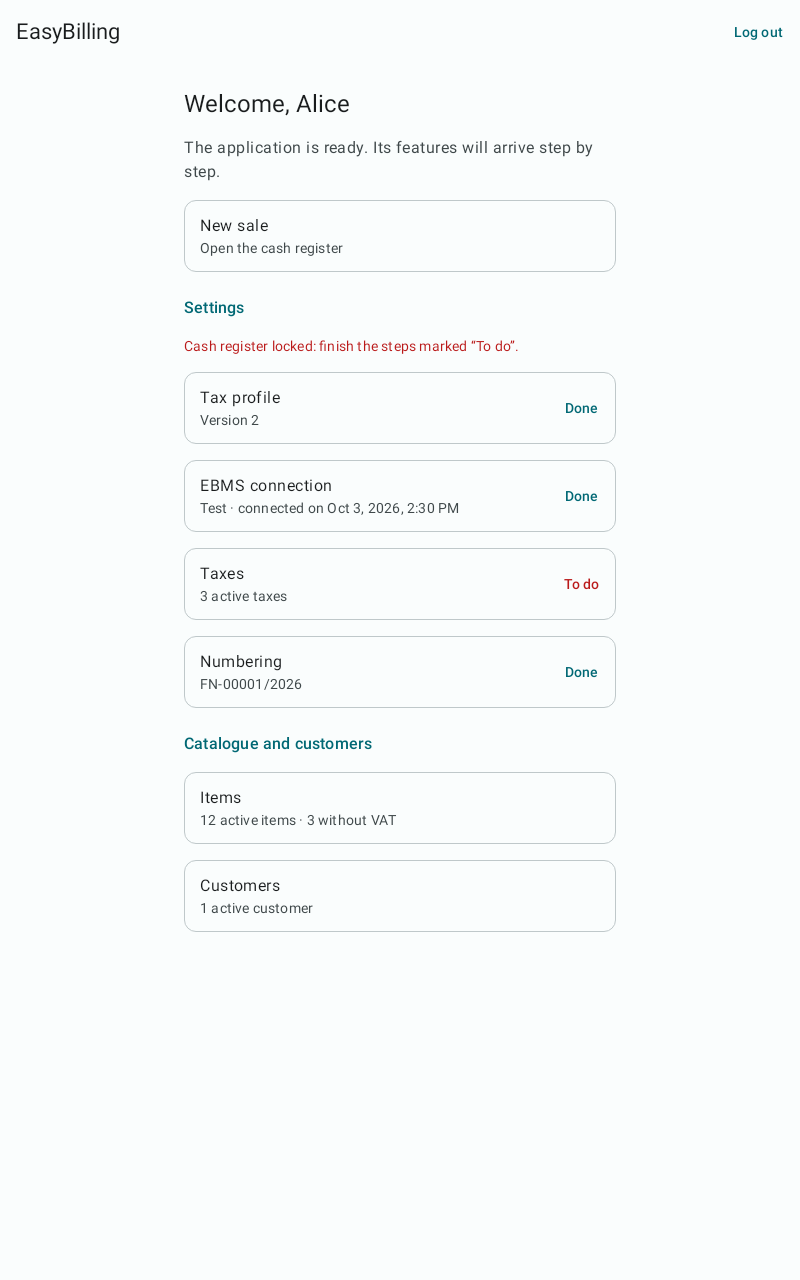 EasyBilling
Log out
Welcome, Alice
The application is ready. Its features will arrive step by
step.
New sale
Open the cash register
Settings
Cash register locked: finish the steps marked “To do”.
Tax profile
Version 2
Done
EBMS connection
Test · connected on Oct 3, 2026, 2:30 PM
Done
Taxes
3 active taxes
To do
Numbering
FN-00001/2026
Done
Catalogue and customers
Items
12 active items · 3 without VAT
Customers
1 active customer